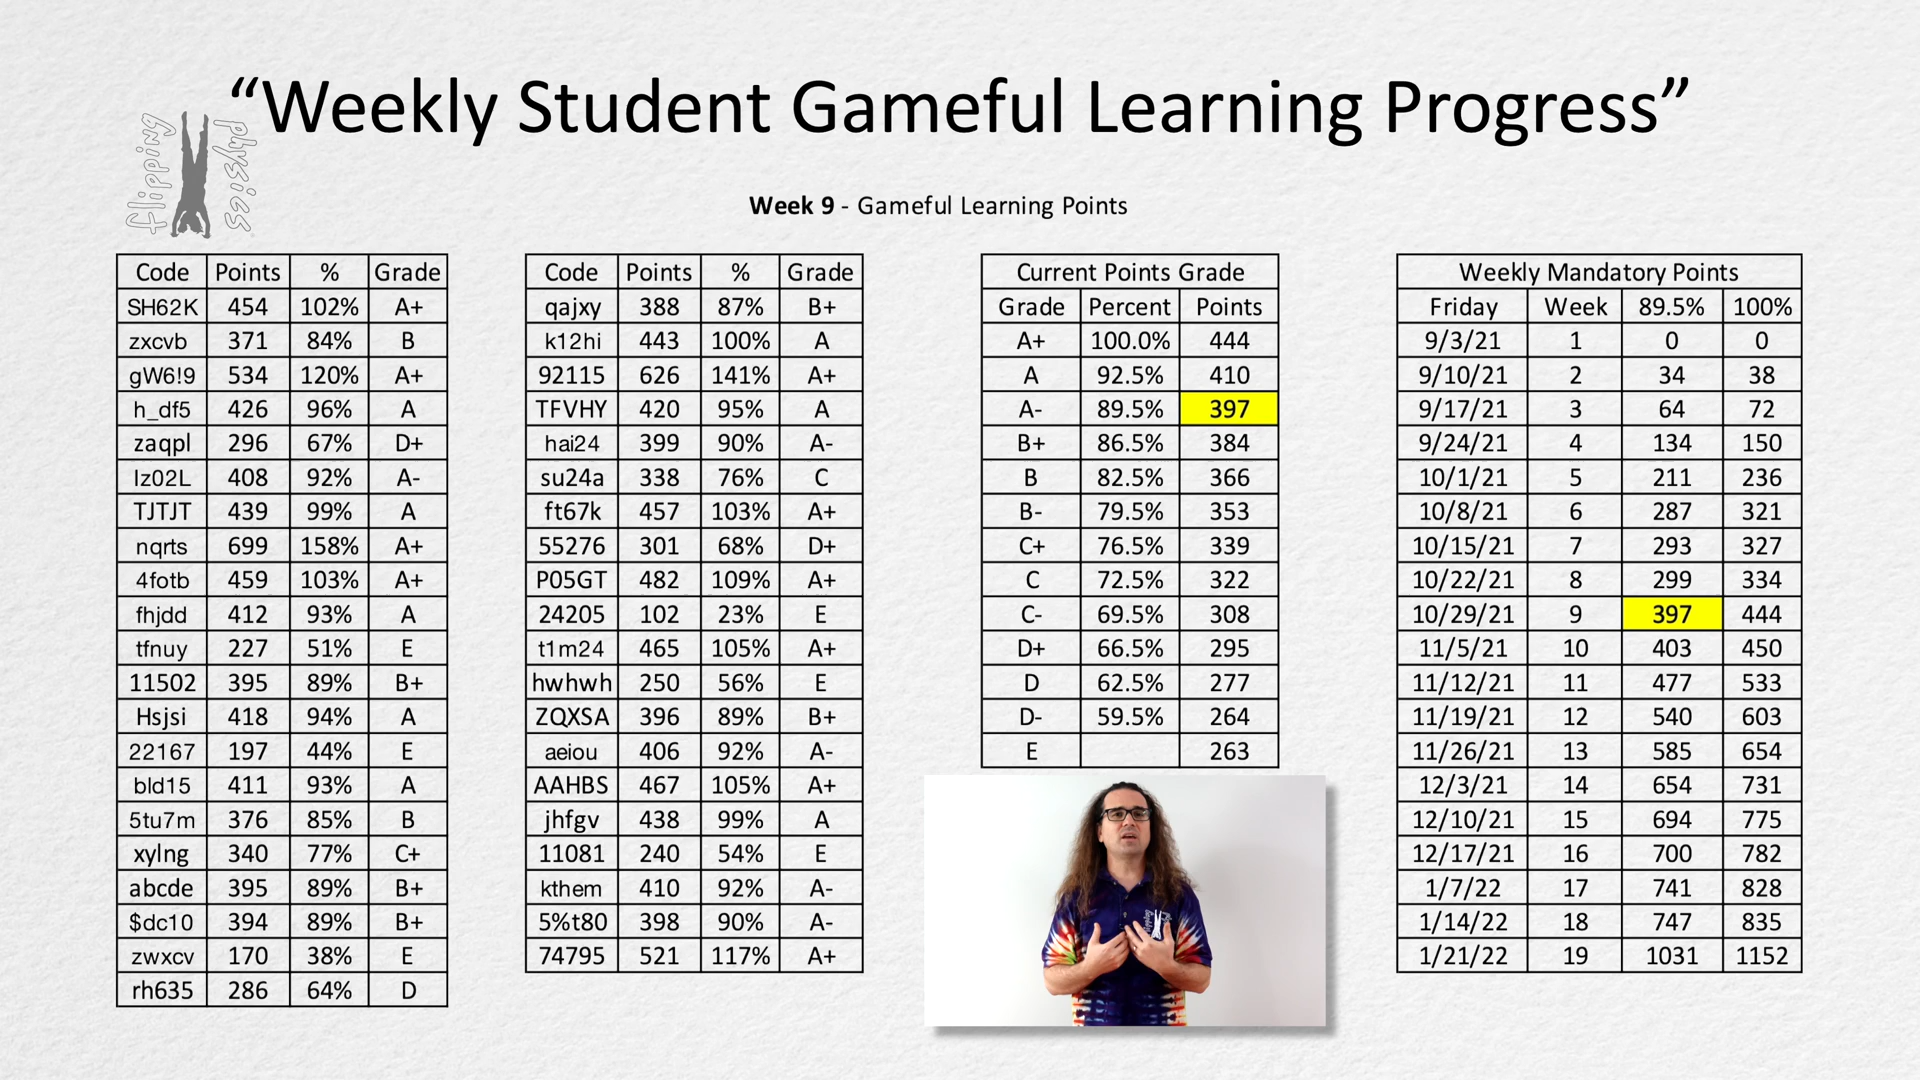 “Weekly Student Gameful Learning Progress”
flipping physics
Week 9 - Gameful Learning Points
Code Points % Grade
SH62K 454 102% A+
zxcvb 371 84% B
gW6!9 534 120% A+
h_df5 426 96% A
zaqpl 296 67% D+
Iz02L 408 92% A-
TJTJT 439 99% A
nqrts 699 158% A+
4fotb 459 103% A+
fhjdd 412 93% A
tfnuy 227 51% E
11502 395 89% B+
Hsjsi 418 94% A
22167 197 44% E
bld15 411 93% A
5tu7m 376 85% B
xylng 340 77% C+
abcde 395 89% B+
$dc10 394 89% B+
zwxcv 170 38% E
rh635 286 64% D
Code Points % Grade
qajxy 388 87% B+
k12hi 443 100% A
92115 626 141% A+
TFVHY 420 95% A
hai24 399 90% A-
su24a 338 76% C
ft67k 457 103% A+
55276 301 68% D+
P05GT 482 109% A+
24205 102 23% E
t1m24 465 105% A+
hwhwh 250 56% E
ZQXSA 396 89% B+
aeiou 406 92% A-
AAHBS 467 105% A+
jhfgv 438 99% A
11081 240 54% E
kthem 410 92% A-
5%t80 398 90% A-
74795 521 117% A+
Current Points Grade
Grade Percent Points
A+ 100.0% 444
A 92.5% 410
A- 89.5% 397
B+ 86.5% 384
B 82.5% 366
B- 79.5% 353
C+ 76.5% 339
C 72.5% 322
C- 69.5% 308
D+ 66.5% 295
D 62.5% 277
D- 59.5% 264
E 263
Weekly Mandatory Points
Friday Week 89.5% 100%
9/3/21 1 0 0
9/10/21 2 34 38
9/17/21 3 64 72
9/24/21 4 134 150
10/1/21 5 211 236
10/8/21 6 287 321
10/15/21 7 293 327
10/22/21 8 299 334
10/29/21 9 397 444
11/5/21 10 403 450
11/12/21 11 477 533
11/19/21 12 540 603
11/26/21 13 585 654
12/3/21 14 654 731
12/10/21 15 694 775
12/17/21 16 700 782
1/7/22 17 741 828
1/14/22 18 747 835
1/21/22 19 1031 1152